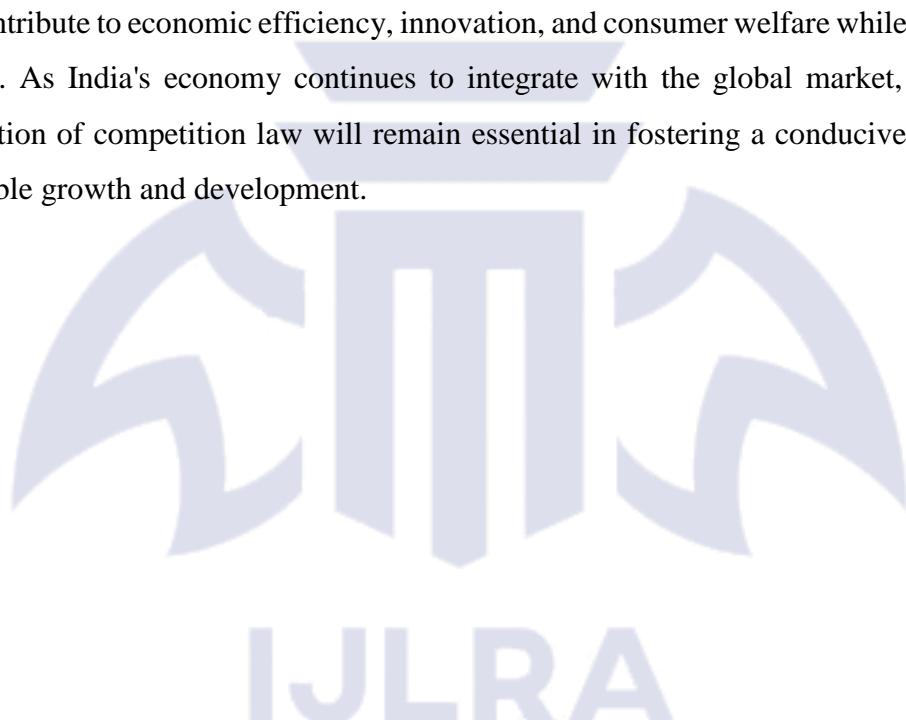 ntribute to economic efficiency, innovation, and consumer welfare while
. As India's economy continues to integrate with the global market,
tion of competition law will remain essential in fostering a conducive
ble growth and development.
IJLRA